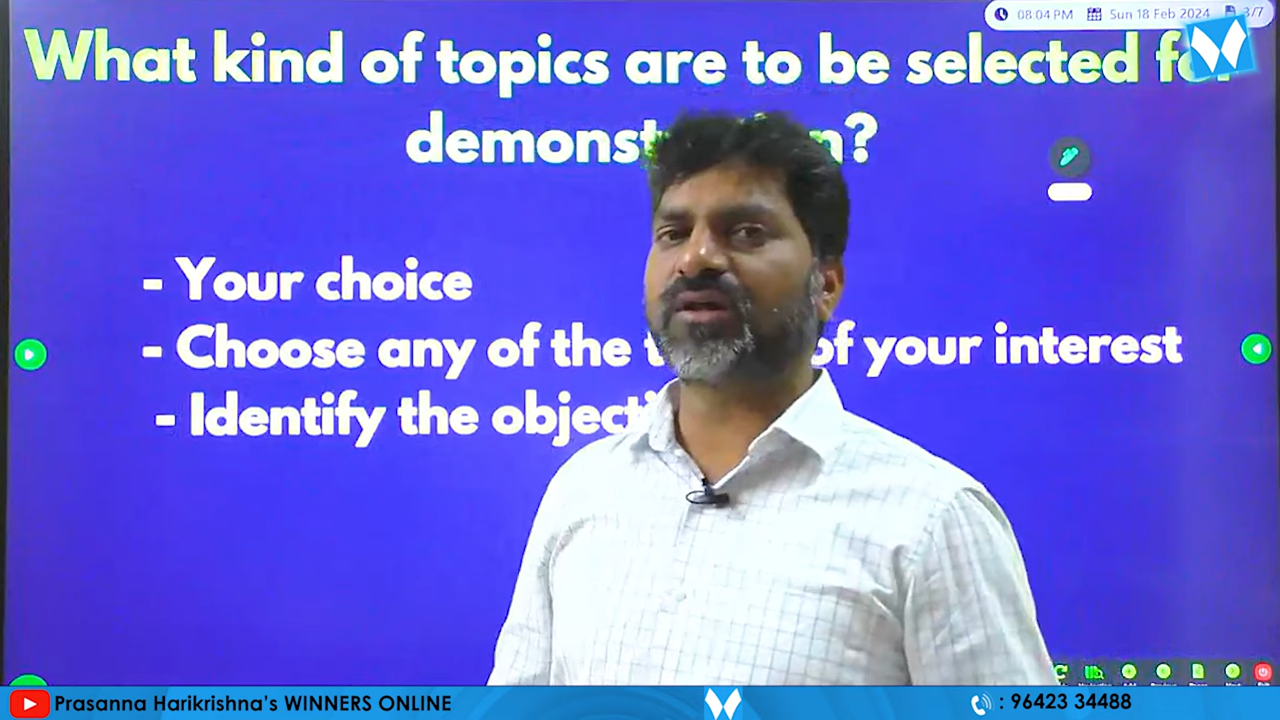 08:04 PM Sun 18 Feb 2024 3/7
What kind of topics are to be selected
demonst n?
- Your choice
- Choose any of the of your interest
- Identify the objecti
Prasanna Harikrishna's WINNERS ONLINE
: 96423 34488